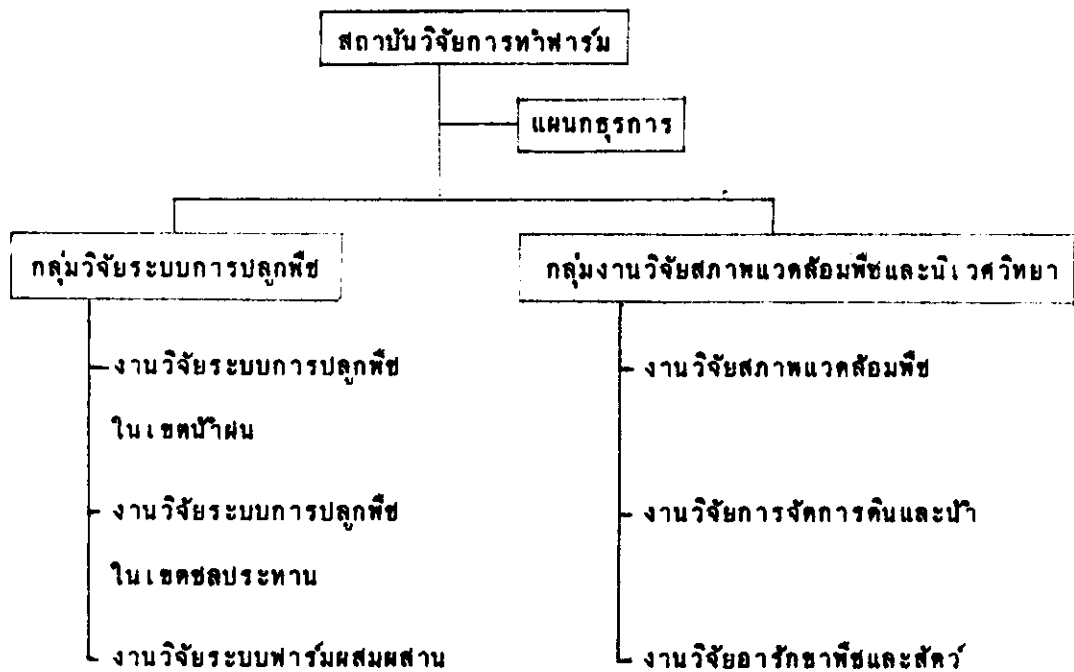 สถาบันวิจัยการทำฟาร์ม
แผนกธุรการ
กลุ่มวิจัยระบบการปลูกพืช
กลุ่มงานวิจัยสภาพแวดล้อมพืชและนิเวศวิทยา
งานวิจัยระบบการปลูกพืช
ในเขตน้ำฝน
งานวิจัยระบบการปลูกพืช
ในเขตชลประทาน
งานวิจัยระบบฟาร์มผสมผสาน
งานวิจัยสภาพแวดล้อมพืช
งานวิจัยการจัดการดินและน้ำ
งานวิจัยอารักขาพืชและสัตว์